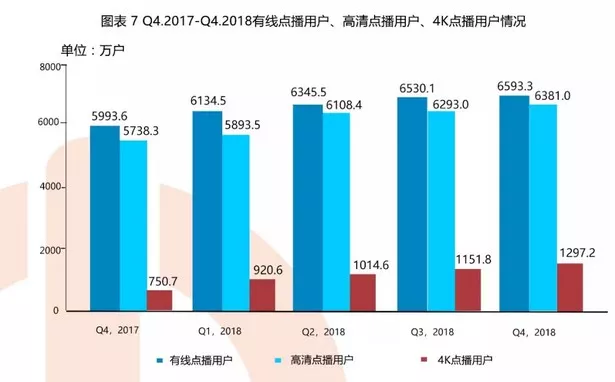 图表 7 Q4.2017-Q4.2018有线点播用户、高清点播用户、4K点播用户情况
单位：万户
8000
6000
4000
2000
0
5993.6
5738.3
750.7
6134.5
5893.5
920.6
6345.5
6108.4
1014.6
6530.1
6293.0
1151.8
6593.3
6381.0
1297.2
Q4，2017
Q1，2018
Q2，2018
Q3，2018
Q4，2018
有线点播用户
高清点播用户
4K点播用户